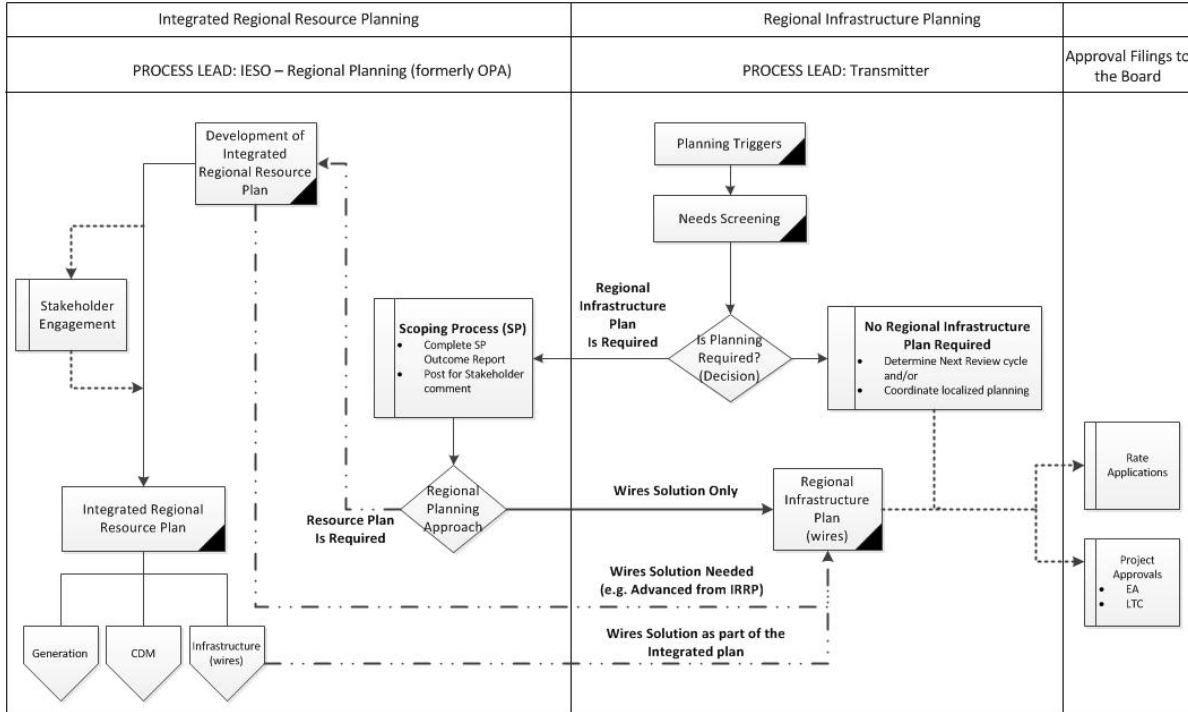 Integrated Regional Resource Planning
Regional Infrastructure Planning
PROCESS LEAD: IESO – Regional Planning (formerly OPA)
PROCESS LEAD: Transmitter
Approval Filings to
the Board
Development of
Integrated
Regional Resource
Plan
Planning Triggers
Needs Screening
Stakeholder
Engagement
Scoping Process (SP)
• Complete SP
Outcome Report
• Post for Stakeholder
comment
Regional
Infrastructure
Plan
Is Required
Is Planning
Required?
(Decision)
No Regional Infrastructure
Plan Required
• Determine Next Review cycle
and/or
• Coordinate localized planning
Integrated Regional
Resource Plan
Resource Plan
Is Required
Regional
Planning
Approach
Wires Solution Only
Regional
Infrastructure
Plan
(wires)
Rate
Applications
Wires Solution Needed
(e.g. Advanced from IRRP)
Project
Approvals
• EA
• LTC
Generation
CDM
Infrastructure
(wires)
Wires Solution as part of the
Integrated plan